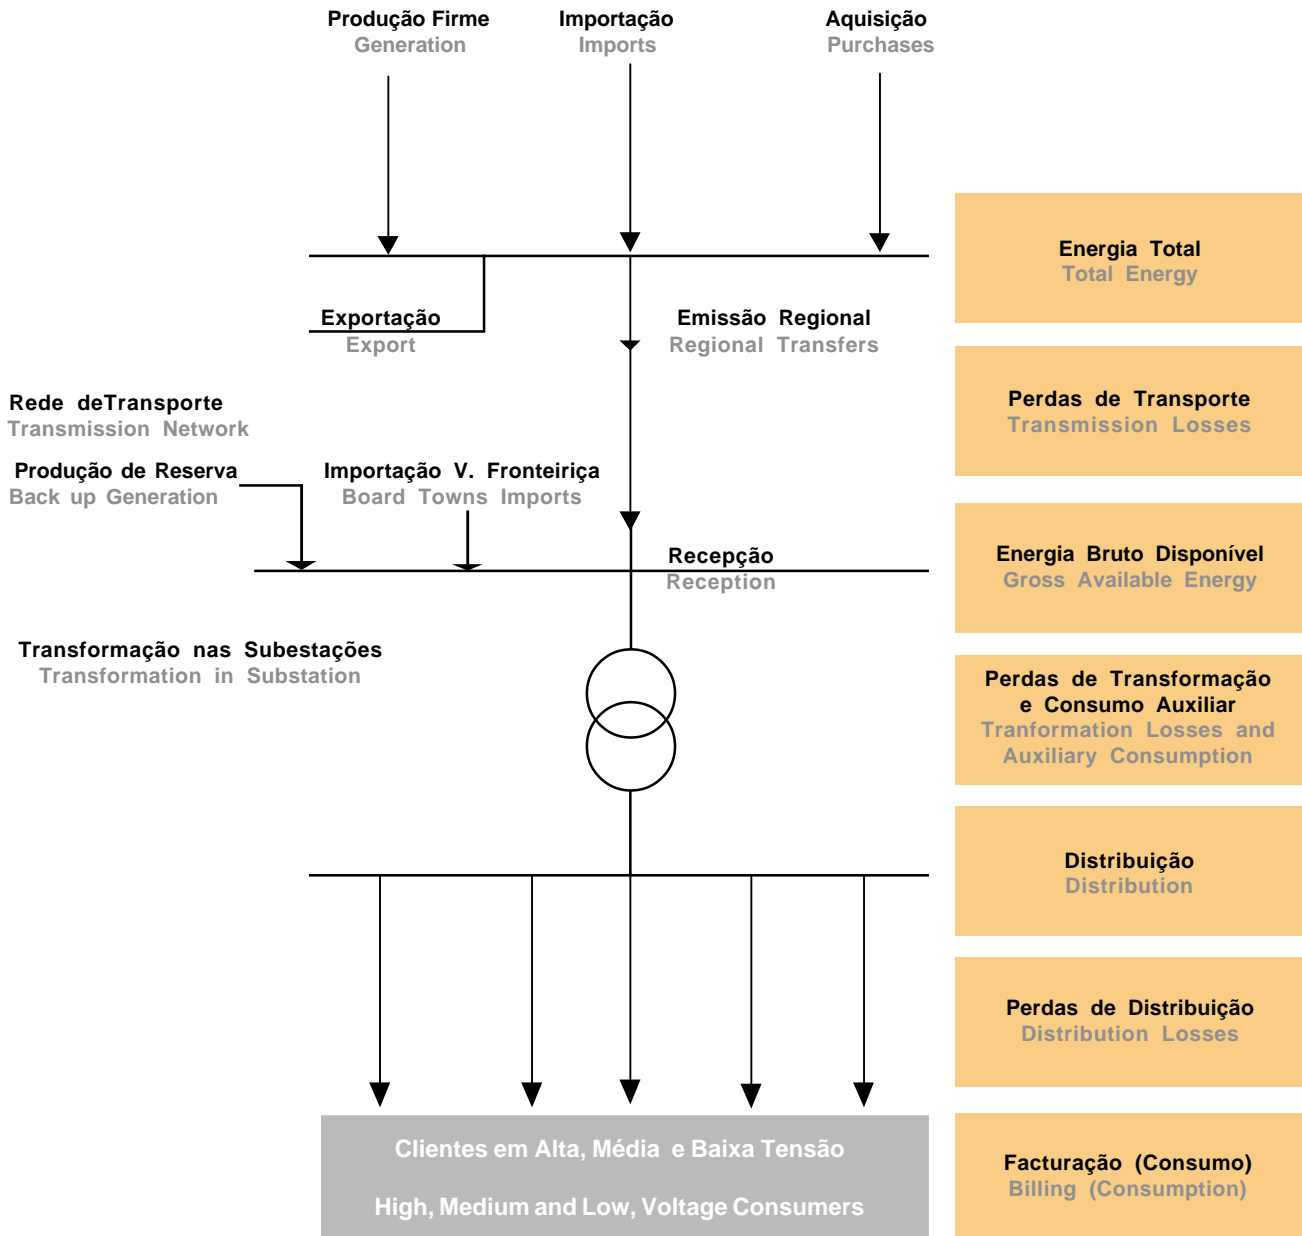 Produção Firme
Generation
Importação
Imports
Aquisição
Purchases
Energia Total
Total Energy
Exportação
Export
Emissão Regional
Regional Transfers
Perdas de Transporte
Transmission Losses
Rede deTransporte
Transmission Network
Produção de Reserva
Back up Generation
Importação V. Fronteiriça
Board Towns Imports
Recepção
Reception
Energia Bruto Disponível
Gross Available Energy
Transformação nas Subestações
Transformation in Substation
Perdas de Transformação
e Consumo Auxiliar
Tranformation Losses and
Auxiliary Consumption
Distribuição
Distribution
Perdas de Distribuição
Distribution Losses
Clientes em Alta, Média e Baixa Tensão
High, Medium and Low, Voltage Consumers
Facturação (Consumo)
Billing (Consumption)